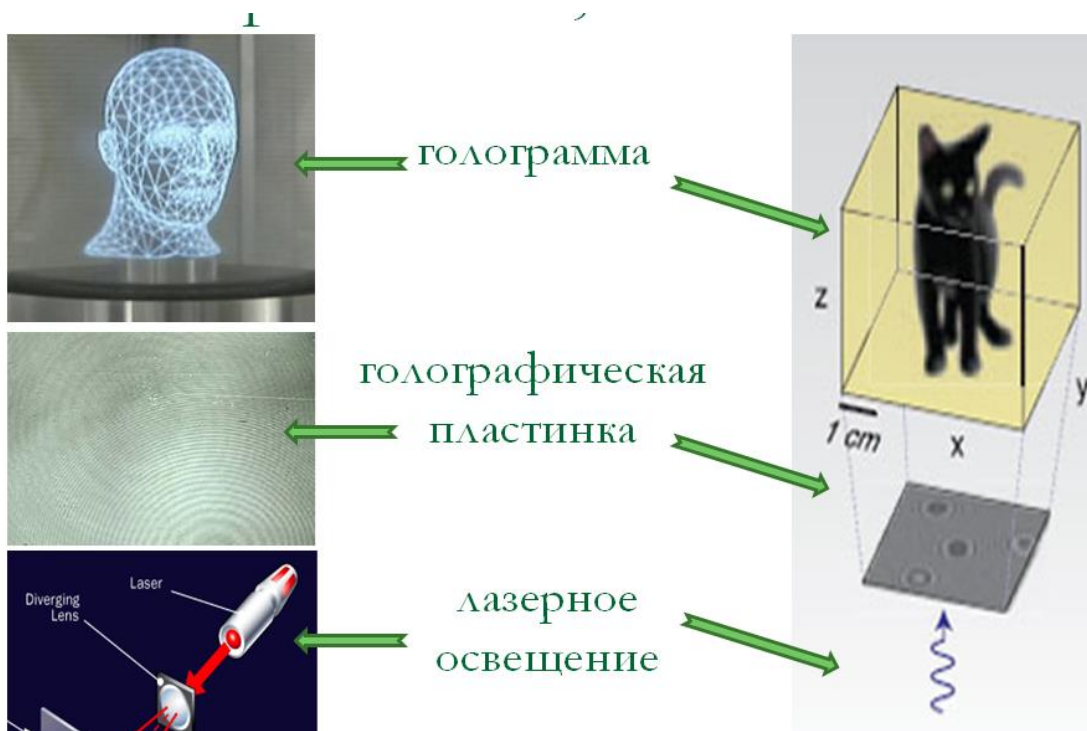 голограмма
z
y
1 cm
x
голографическая
пластинка
Laser
Diverging
Lens
лазерное
освещение